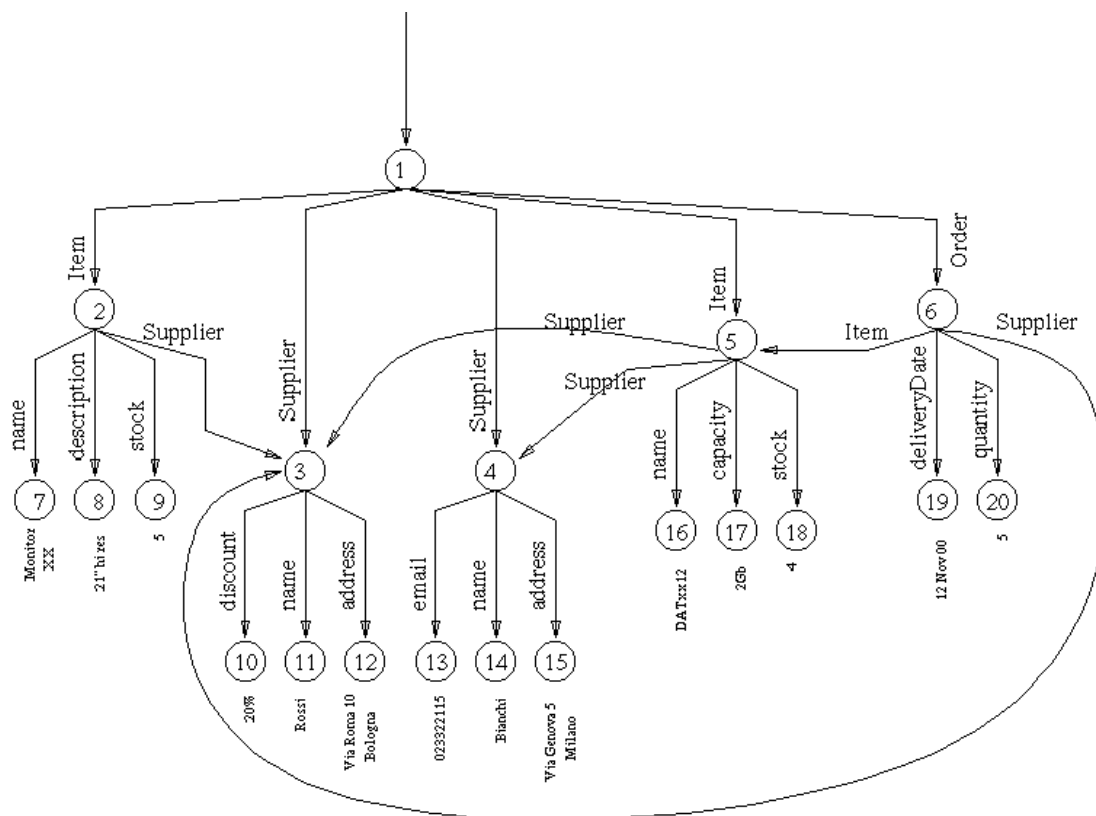 1
Item
Supplier
Supplier
Item
Order
2
5
6
Supplier
Supplier
Item
Supplier
Supplier
name
description
stock
3
4
name
capacity
stock
deliveryDate
quantity
7
8
9
16
17
18
19
20
Monitor
XX
21" hi res
5
DATxx12
2Gb
4
12 Nov 00
5
discount
name
address
email
name
address
10
11
12
13
14
15
20%
Rossi
Via Roma 10
Bologna
023322115
Bianchi
Via Genova 5
Milano